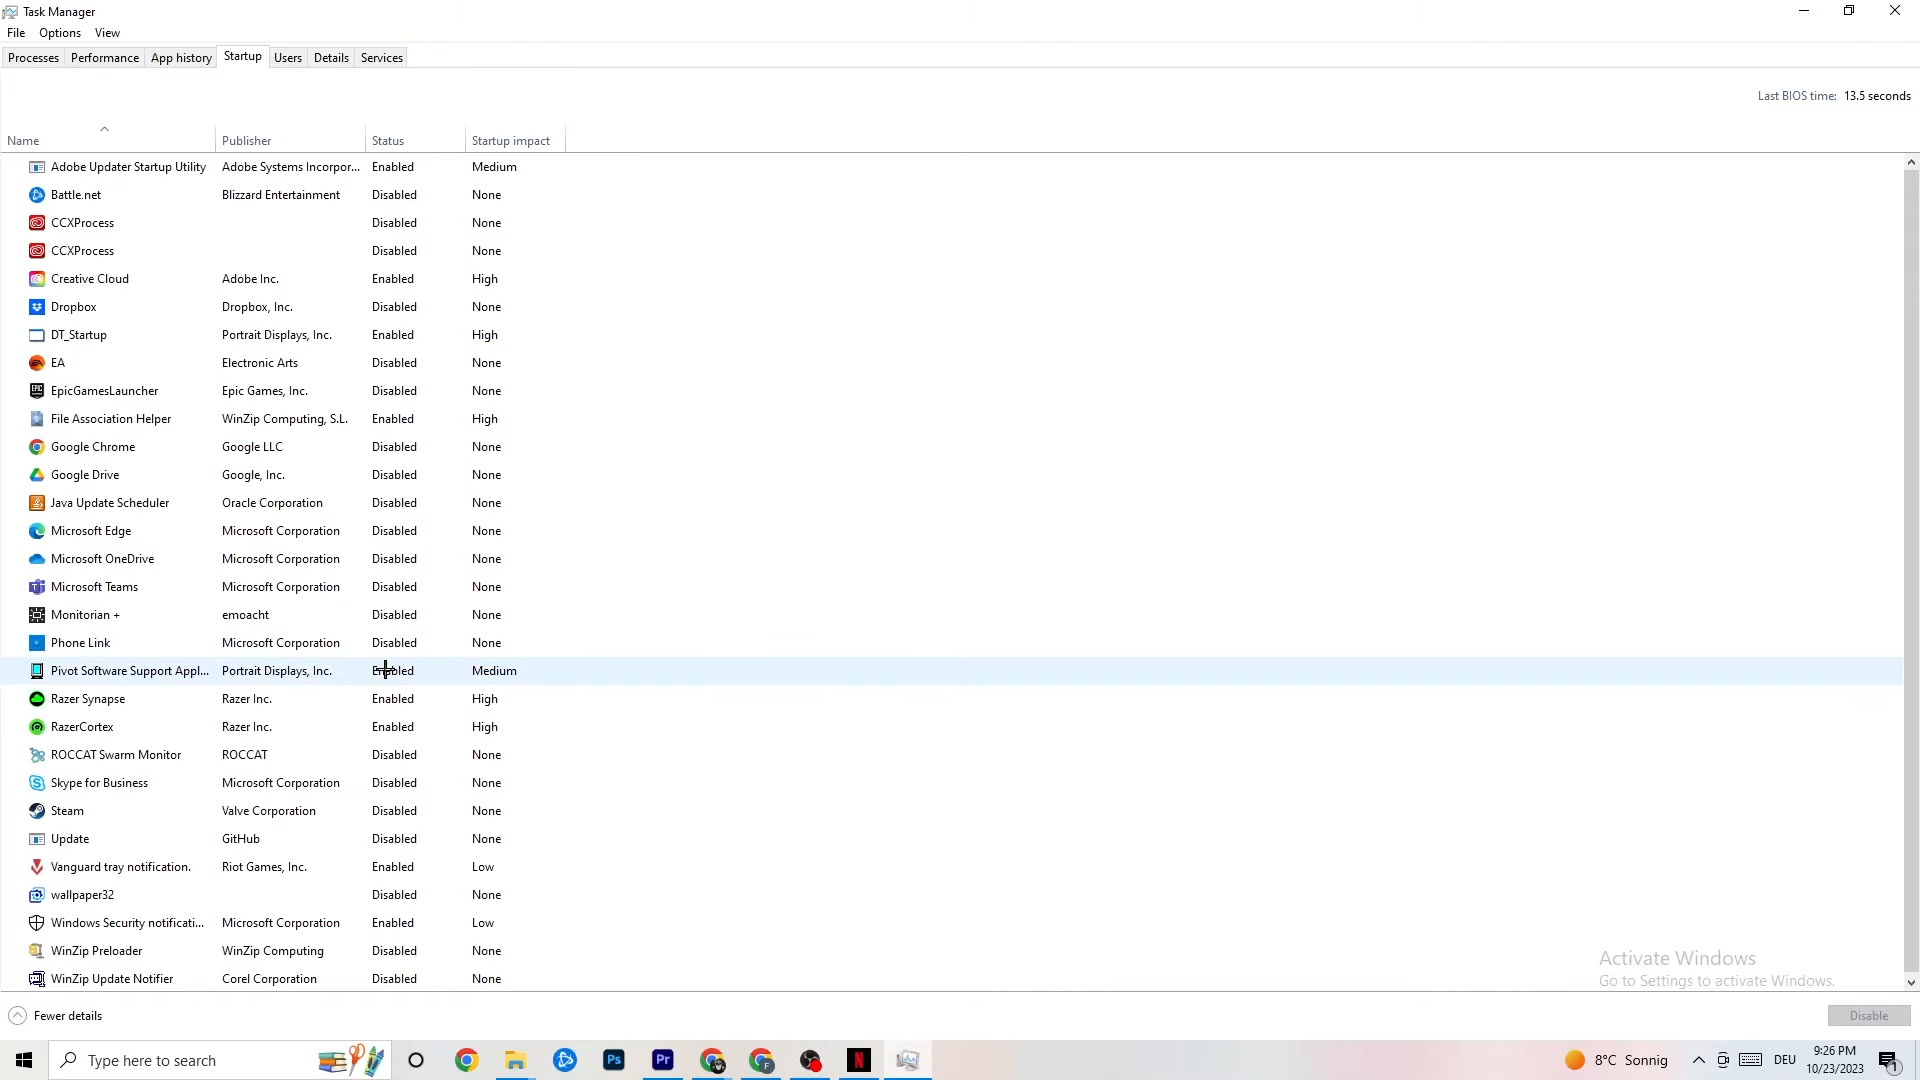 Task Manager
File Options View
Processes Performance App history Startup Users Details Services
Last BIOS time: 13.5 seconds
Name Publisher Status Startup impact
Adobe Updater Startup Utility Adobe Systems Incorpor... Enabled Medium
Battle.net Blizzard Entertainment Disabled None
CCXProcess Disabled None
CCXProcess Disabled None
Creative Cloud Adobe Inc. Enabled High
Dropbox Dropbox, Inc. Disabled None
DT_Startup Portrait Displays, Inc. Enabled High
EA Electronic Arts Disabled None
EpicGamesLauncher Epic Games, Inc. Disabled None
File Association Helper WinZip Computing, S.L. Enabled High
Google Chrome Google LLC Disabled None
Google Drive Google, Inc. Disabled None
Java Update Scheduler Oracle Corporation Disabled None
Microsoft Edge Microsoft Corporation Disabled None
Microsoft OneDrive Microsoft Corporation Disabled None
Microsoft Teams Microsoft Corporation Disabled None
Monitorian + emoacht Disabled None
Phone Link Microsoft Corporation Disabled None
Pivot Software Support Appl... Portrait Displays, Inc. Enabled Medium
Razer Synapse Razer Inc. Enabled High
RazerCortex Razer Inc. Enabled High
ROCCAT Swarm Monitor ROCCAT Disabled None
Skype for Business Microsoft Corporation Disabled None
Steam Valve Corporation Disabled None
Update GitHub Disabled None
Vanguard tray notification. Riot Games, Inc. Enabled Low
wallpaper32 Disabled None
Windows Security notificati... Microsoft Corporation Enabled Low
WinZip Preloader WinZip Computing Disabled None
WinZip Update Notifier Corel Corporation Disabled None
Activate Windows
Go to Settings to activate Windows.
Fewer details Disable
Type here to search Ps Pr F N 8°C Sonnig DEU 9:26 PM 1
10/23/2023